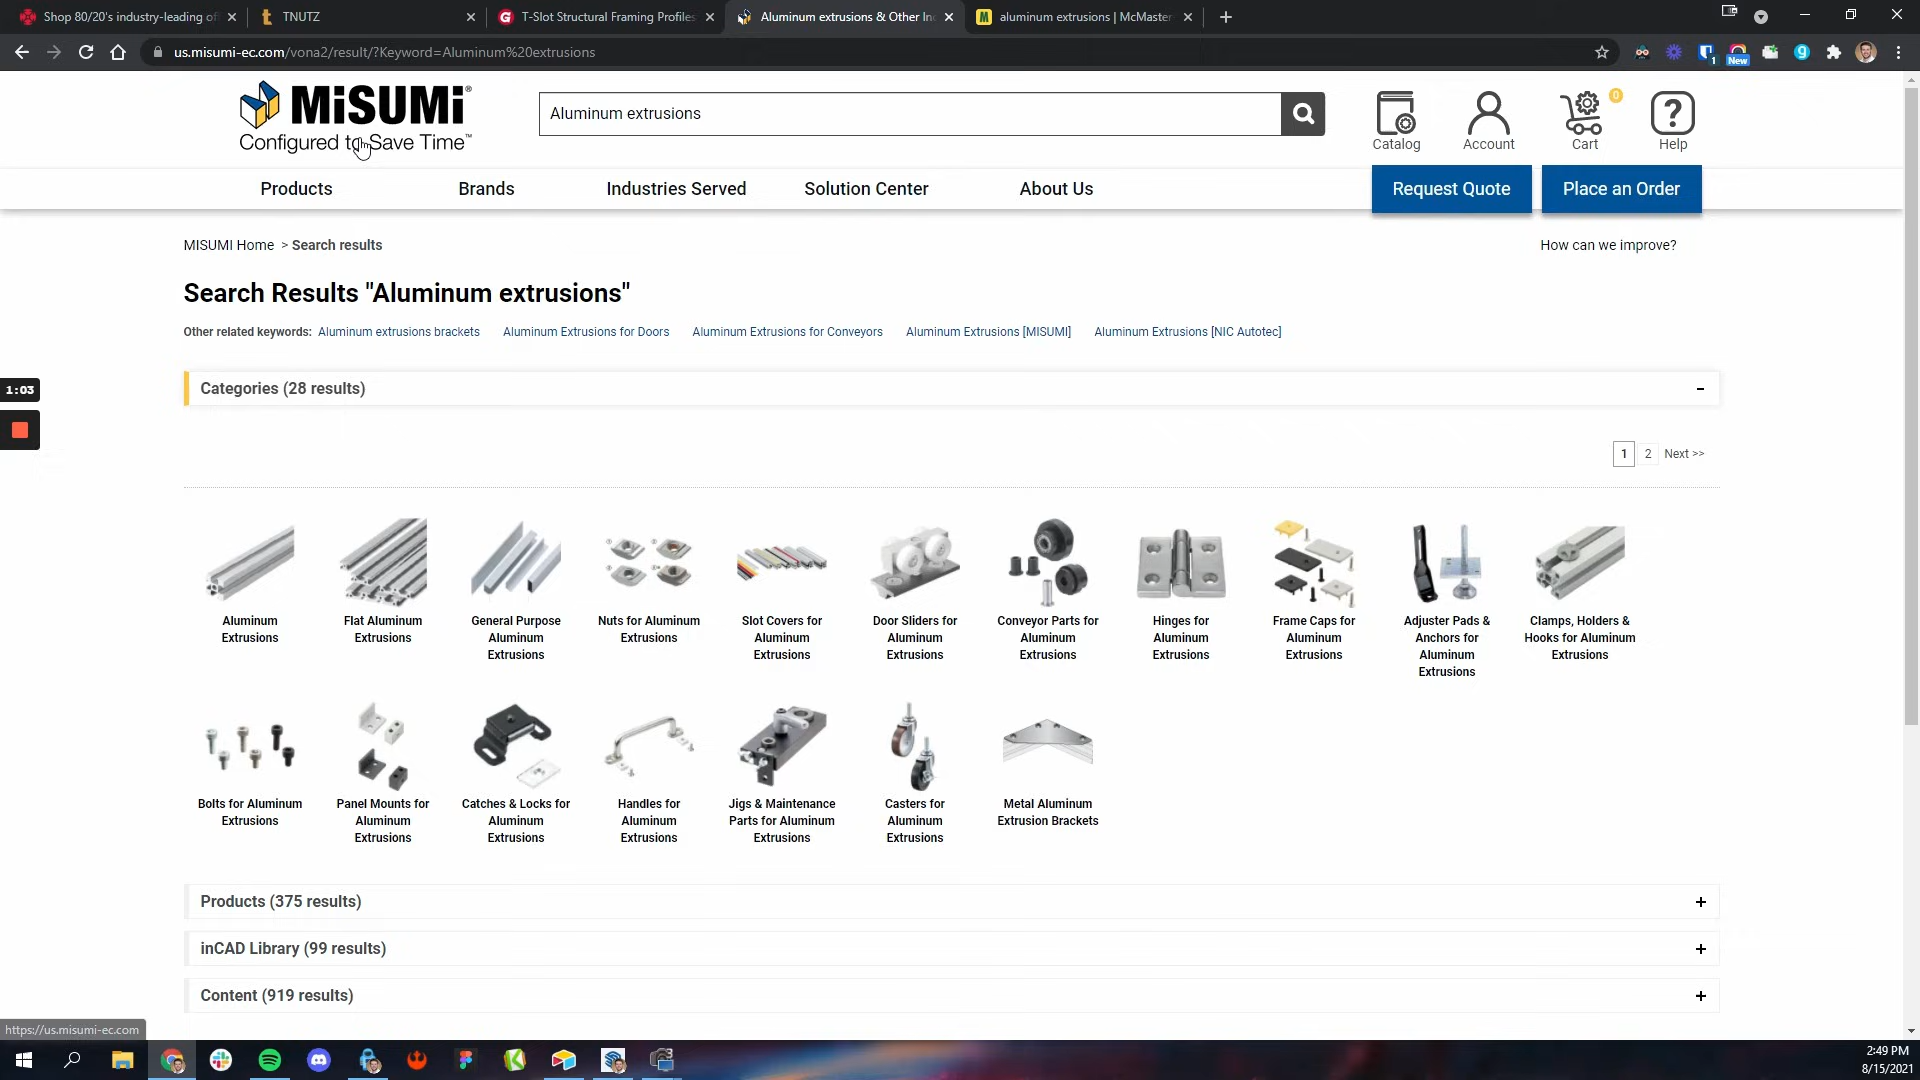 Shop 80/20's industry-leading of
TNUTZ
T-Slot Structural Framing Profiles
Aluminum extrusions & Other In
aluminum extrusions | McMaster
us.misumi-ec.com/vona2/result/?Keyword=Aluminum%20extrusions
1
New
MiSUMi
Configured to Save Time™
Aluminum extrusions
Catalog
Account
0
Cart
Help
Products
Brands
Industries Served
Solution Center
About Us
Request Quote
Place an Order
MISUMI Home > Search results
How can we improve?
Search Results "Aluminum extrusions"
Other related keywords: Aluminum extrusions brackets Aluminum Extrusions for Doors Aluminum Extrusions for Conveyors Aluminum Extrusions [MISUMI] Aluminum Extrusions [NIC Autotec]
1:03
Categories (28 results)
1 2 Next >>
Aluminum
Extrusions
Flat Aluminum
Extrusions
General Purpose
Aluminum
Extrusions
Nuts for Aluminum
Extrusions
Slot Covers for
Aluminum
Extrusions
Door Sliders for
Aluminum
Extrusions
Conveyor Parts for
Aluminum
Extrusions
Hinges for
Aluminum
Extrusions
Frame Caps for
Aluminum
Extrusions
Adjuster Pads &
Anchors for
Aluminum
Extrusions
Clamps, Holders &
Hooks for Aluminum
Extrusions
Bolts for Aluminum
Extrusions
Panel Mounts for
Aluminum
Extrusions
Catches & Locks for
Aluminum
Extrusions
Handles for
Aluminum
Extrusions
Jigs & Maintenance
Parts for Aluminum
Extrusions
Casters for
Aluminum
Extrusions
Metal Aluminum
Extrusion Brackets
Products (375 results)
inCAD Library (99 results)
Content (919 results)
https://us.misumi-ec.com
2:49 PM
8/15/2021